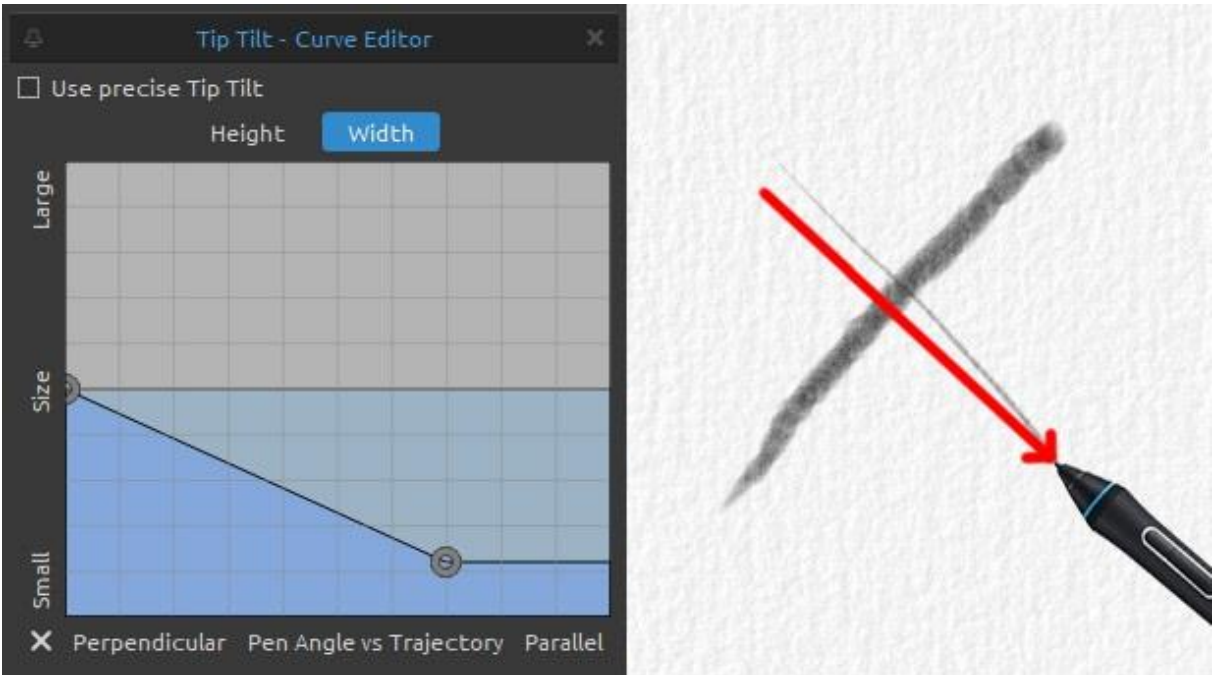 Tip Tilt - Curve Editor
Use precise Tip Tilt
Height Width
Large
Size
Small
Perpendicular Pen Angle vs Trajectory Parallel